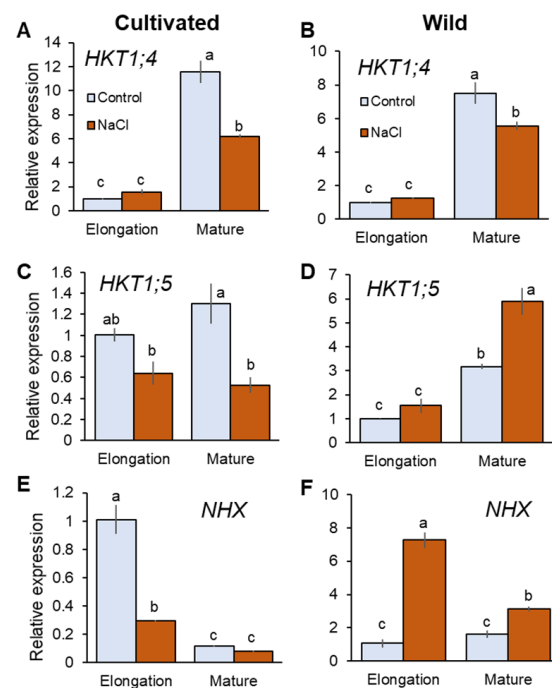 Cultivated
Wild
A
HKT1;4
Relative expression
14
12
10
8
6
4
2
0
Control
NaCl
c
c
a
b
Elongation
Mature
B
HKT1;4
10
8
6
4
2
0
Control
NaCl
c
c
a
b
Elongation
Mature
C
HKT1;5
Relative expression
1.6
1.4
1.2
1
0.8
0.6
0.4
0.2
0
ab
b
a
b
Elongation
Mature
D
HKT1;5
7
6
5
4
3
2
1
0
c
c
b
a
Elongation
Mature
E
NHX
Relative expression
1.2
1
0.8
0.6
0.4
0.2
0
a
b
c
c
Elongation
Mature
F
NHX
10
8
6
4
2
0
c
a
c
b
Elongation
Mature